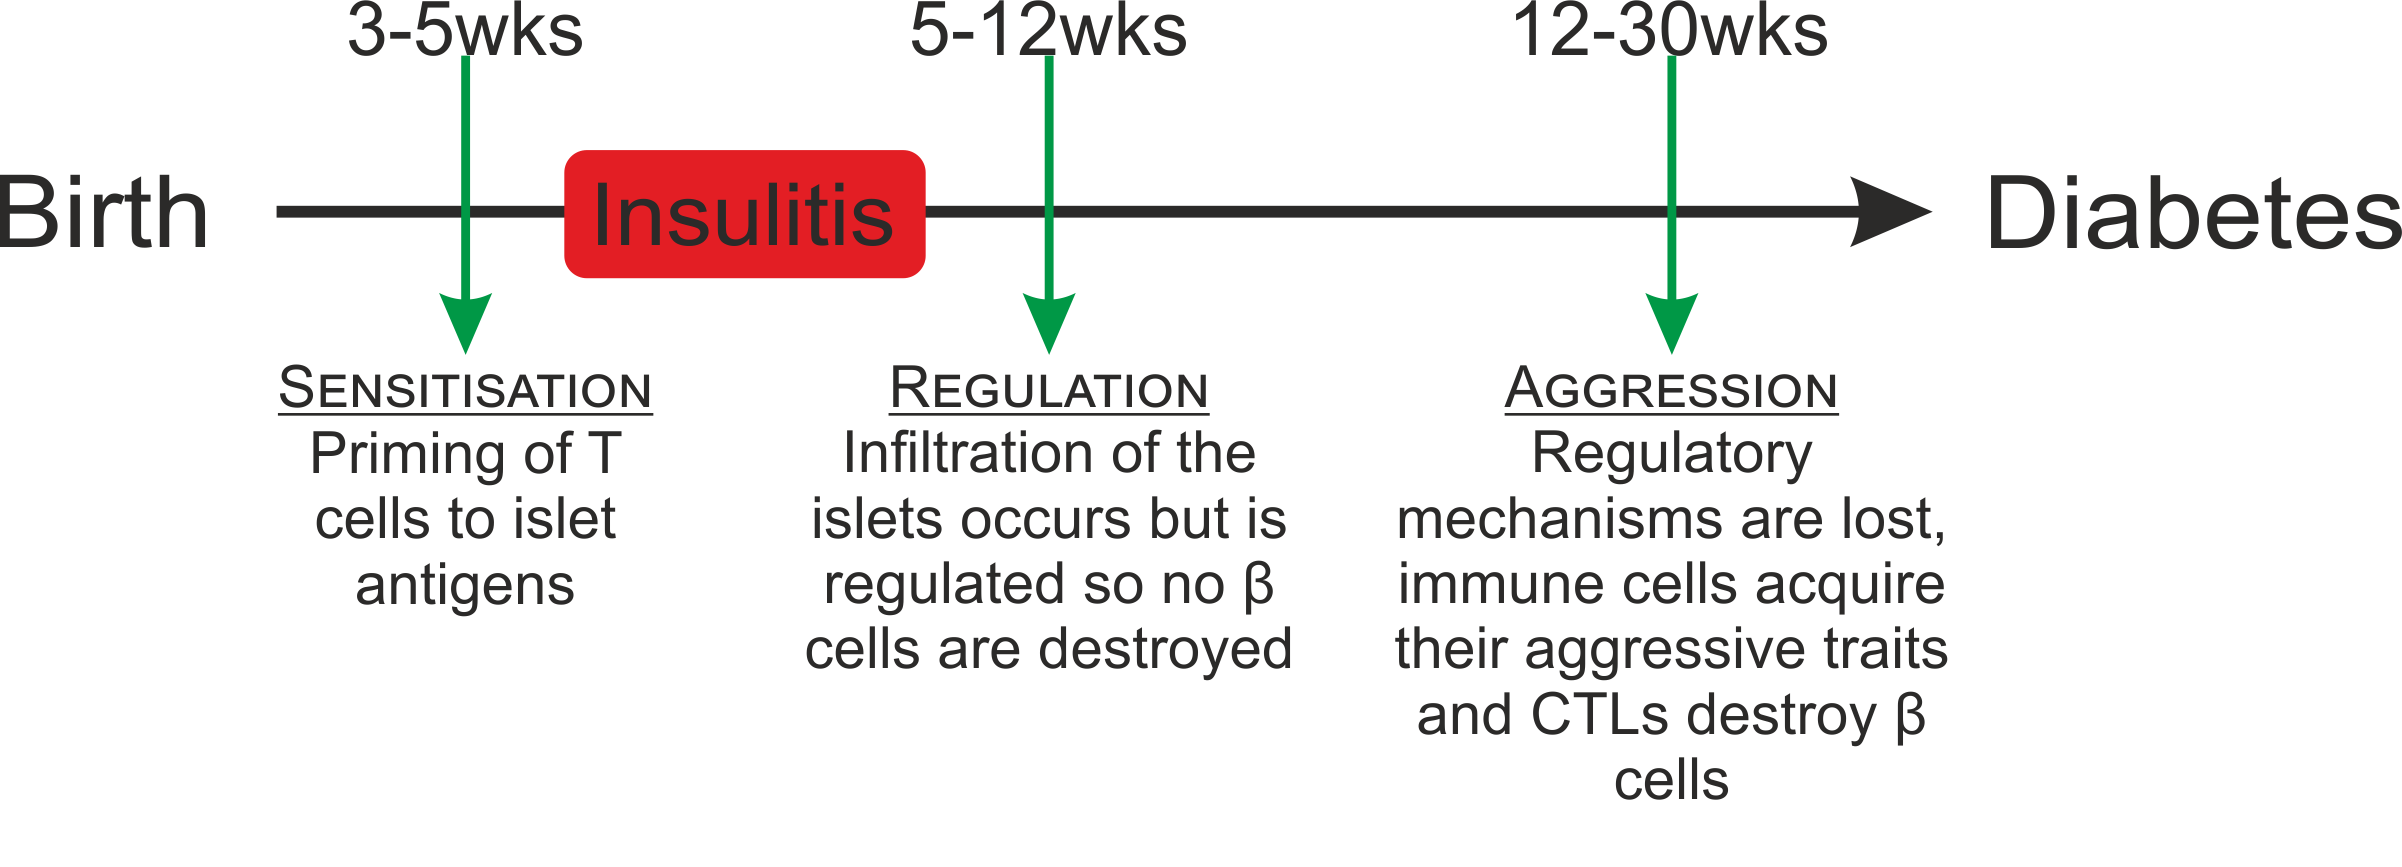 3-5wks
5-12wks
12-30wks
Birth
Insulitis
Diabetes
SENSITISATION
Priming of T
cells to islet
antigens
REGULATION
Infiltration of the
islets occurs but is
regulated so no β
cells are destroyed
AGGRESSION
Regulatory
mechanisms are lost,
immune cells acquire
their aggressive traits
and CTLs destroy β
cells